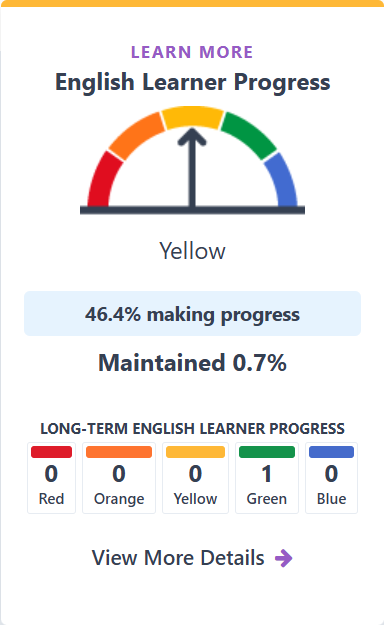 LEARN MORE
English Learner Progress
Yellow
46.4% making progress
Maintained 0.7%
LONG-TERM ENGLISH LEARNER PROGRESS
0 0 0 1 0
Red Orange Yellow Green Blue
View More Details